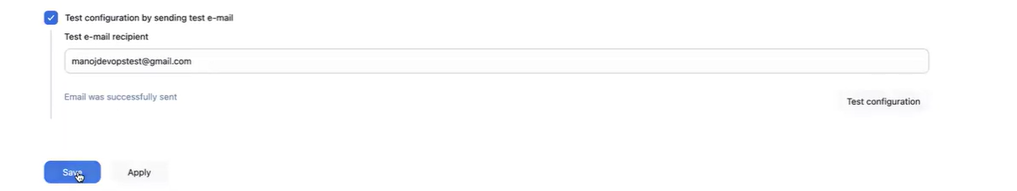 Test configuration by sending test e-mail
Test e-mail recipient
manojdevopstest@gmail.com
Email was successfully sent
Test configuration
Save
Apply